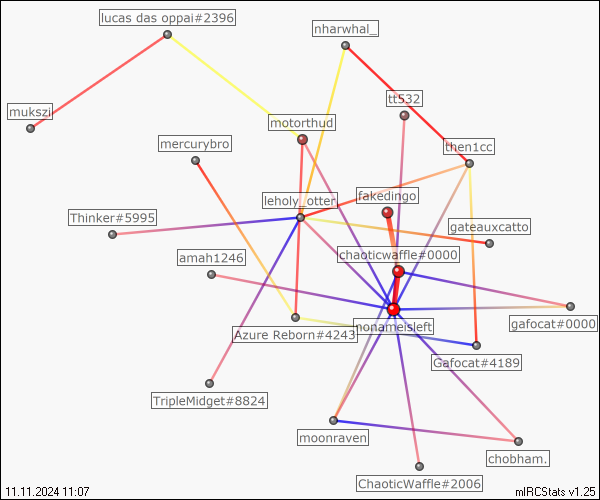 lucas das oppai#2396
nharwhal_
mukszi
tt532
motorthud
mercurybro
then1cc
fakedingo
leholy_otter
Thinker#5995
gateauxcatto
amah1246
chaoticwaffle#0000
nonameisleft
gafocat#0000
Azure Reborn#4243
Gafocat#4189
TripleMidget#8824
moonraven
chobham.
ChaoticWaffle#2006
11.11.2024 11:07
mIRCStats v1.25